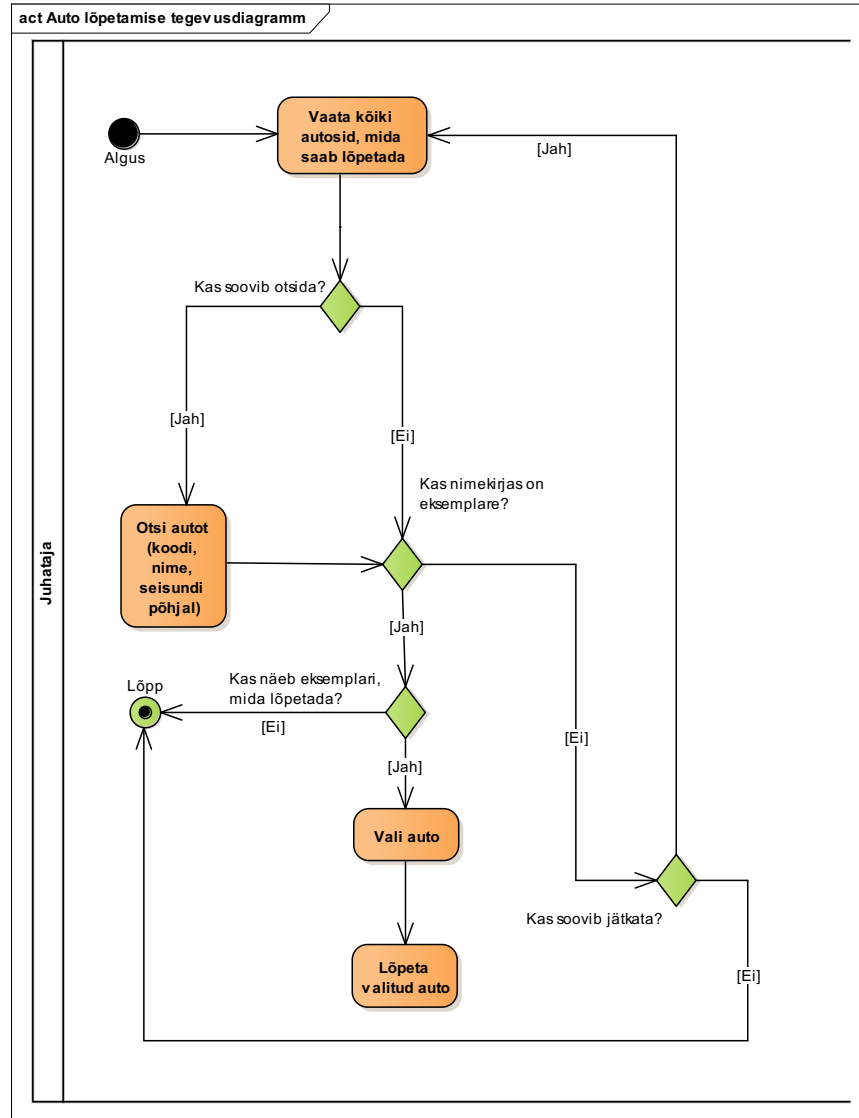 act Auto lõpetamise tegevusdiagramm
Juhataja
Algus
Vaata kõiki
autosid, mida
saab lõpetada
[Jah]
Kas soovib otsida?
[Jah]
[Ei]
Kas nimekirjas on
eksemplare?
Otsi autot
(koodi,
nime,
seisundi
põhjal)
[Jah]
Kas näeb eksemplari,
mida lõpetada?
Lõpp
[Ei]
[Ei]
[Jah]
Vali auto
Kas soovib jätkata?
Lõpeta
valitud auto
[Ei]